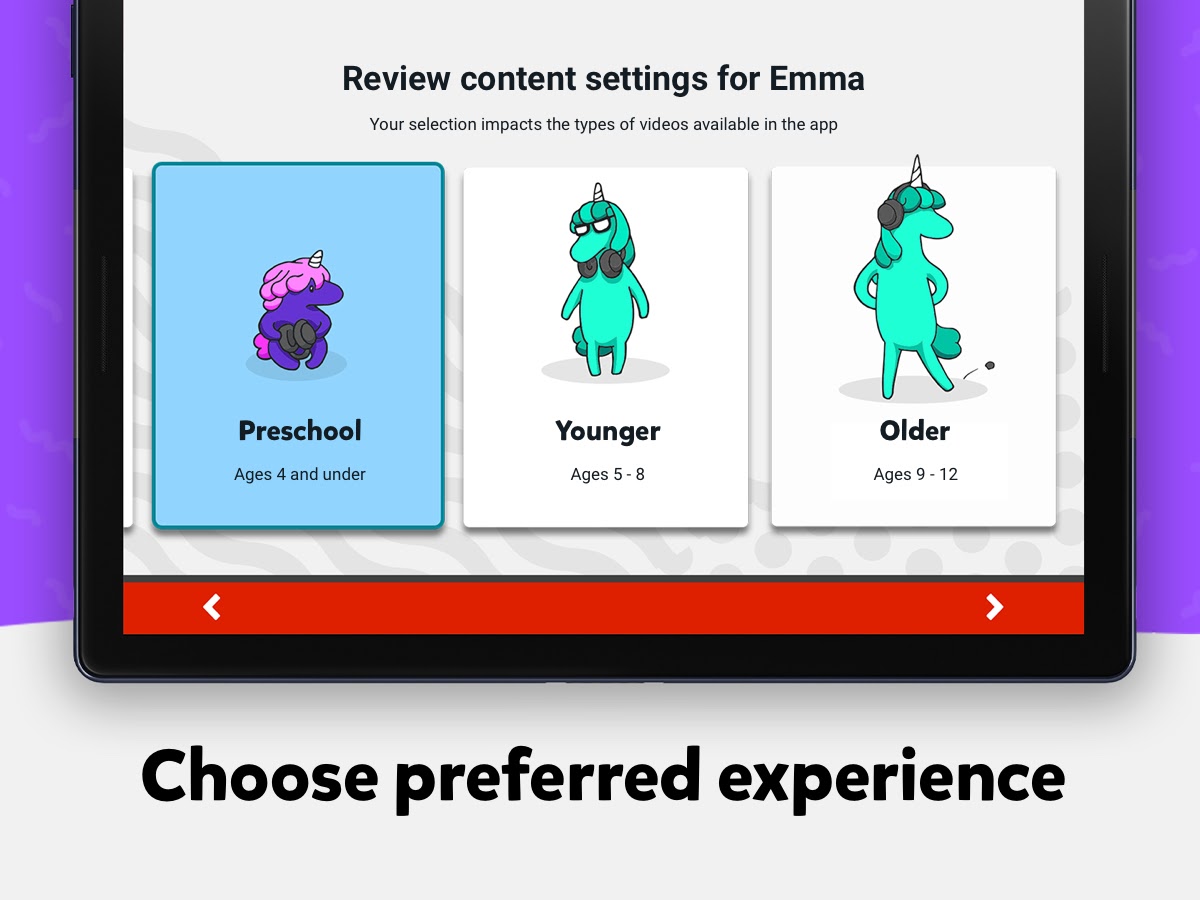 Review content settings for Emma
Your selection impacts the types of videos available in the app
Preschool
Ages 4 and under
Younger
Ages 5 - 8
Older
Ages 9 - 12
Choose preferred experience